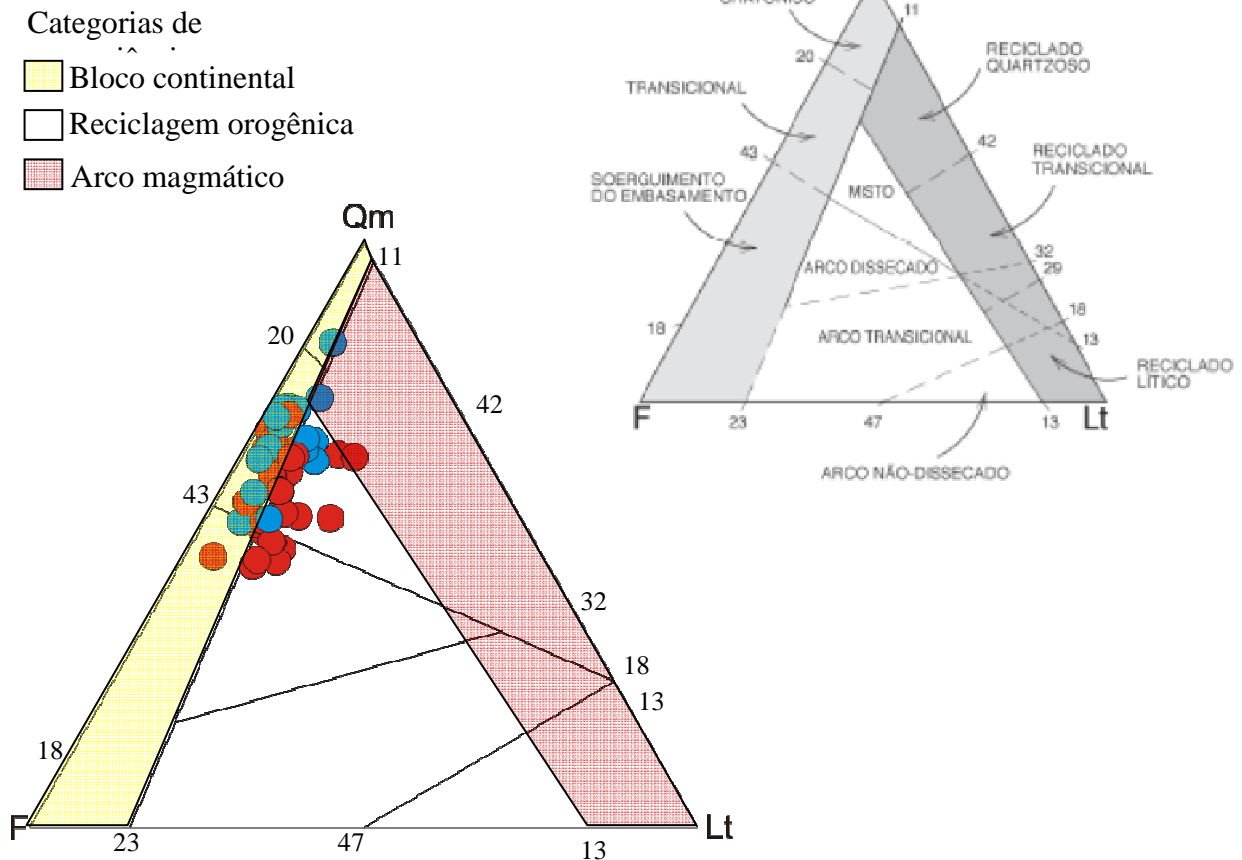 Categorias de
Bloco continental
Reciclagem orogênica
Arco magmático
Qm
11
20
42
43
32
18
13
18
F
Lt
23
47
13
11
20
RECICLADO
QUARTZOSO
TRANSICIONAL
42
43
RECICLADO
TRANSICIONAL
SOERGUIMENTO
DO EMBASAMENTO
MISTO
32
29
ARCO DISSECADO
18
18
ARCO TRANSICIONAL
13
RECICLADO
LÍTICO
F
Lt
23
47
13
ARCO NÃO-DISSECADO